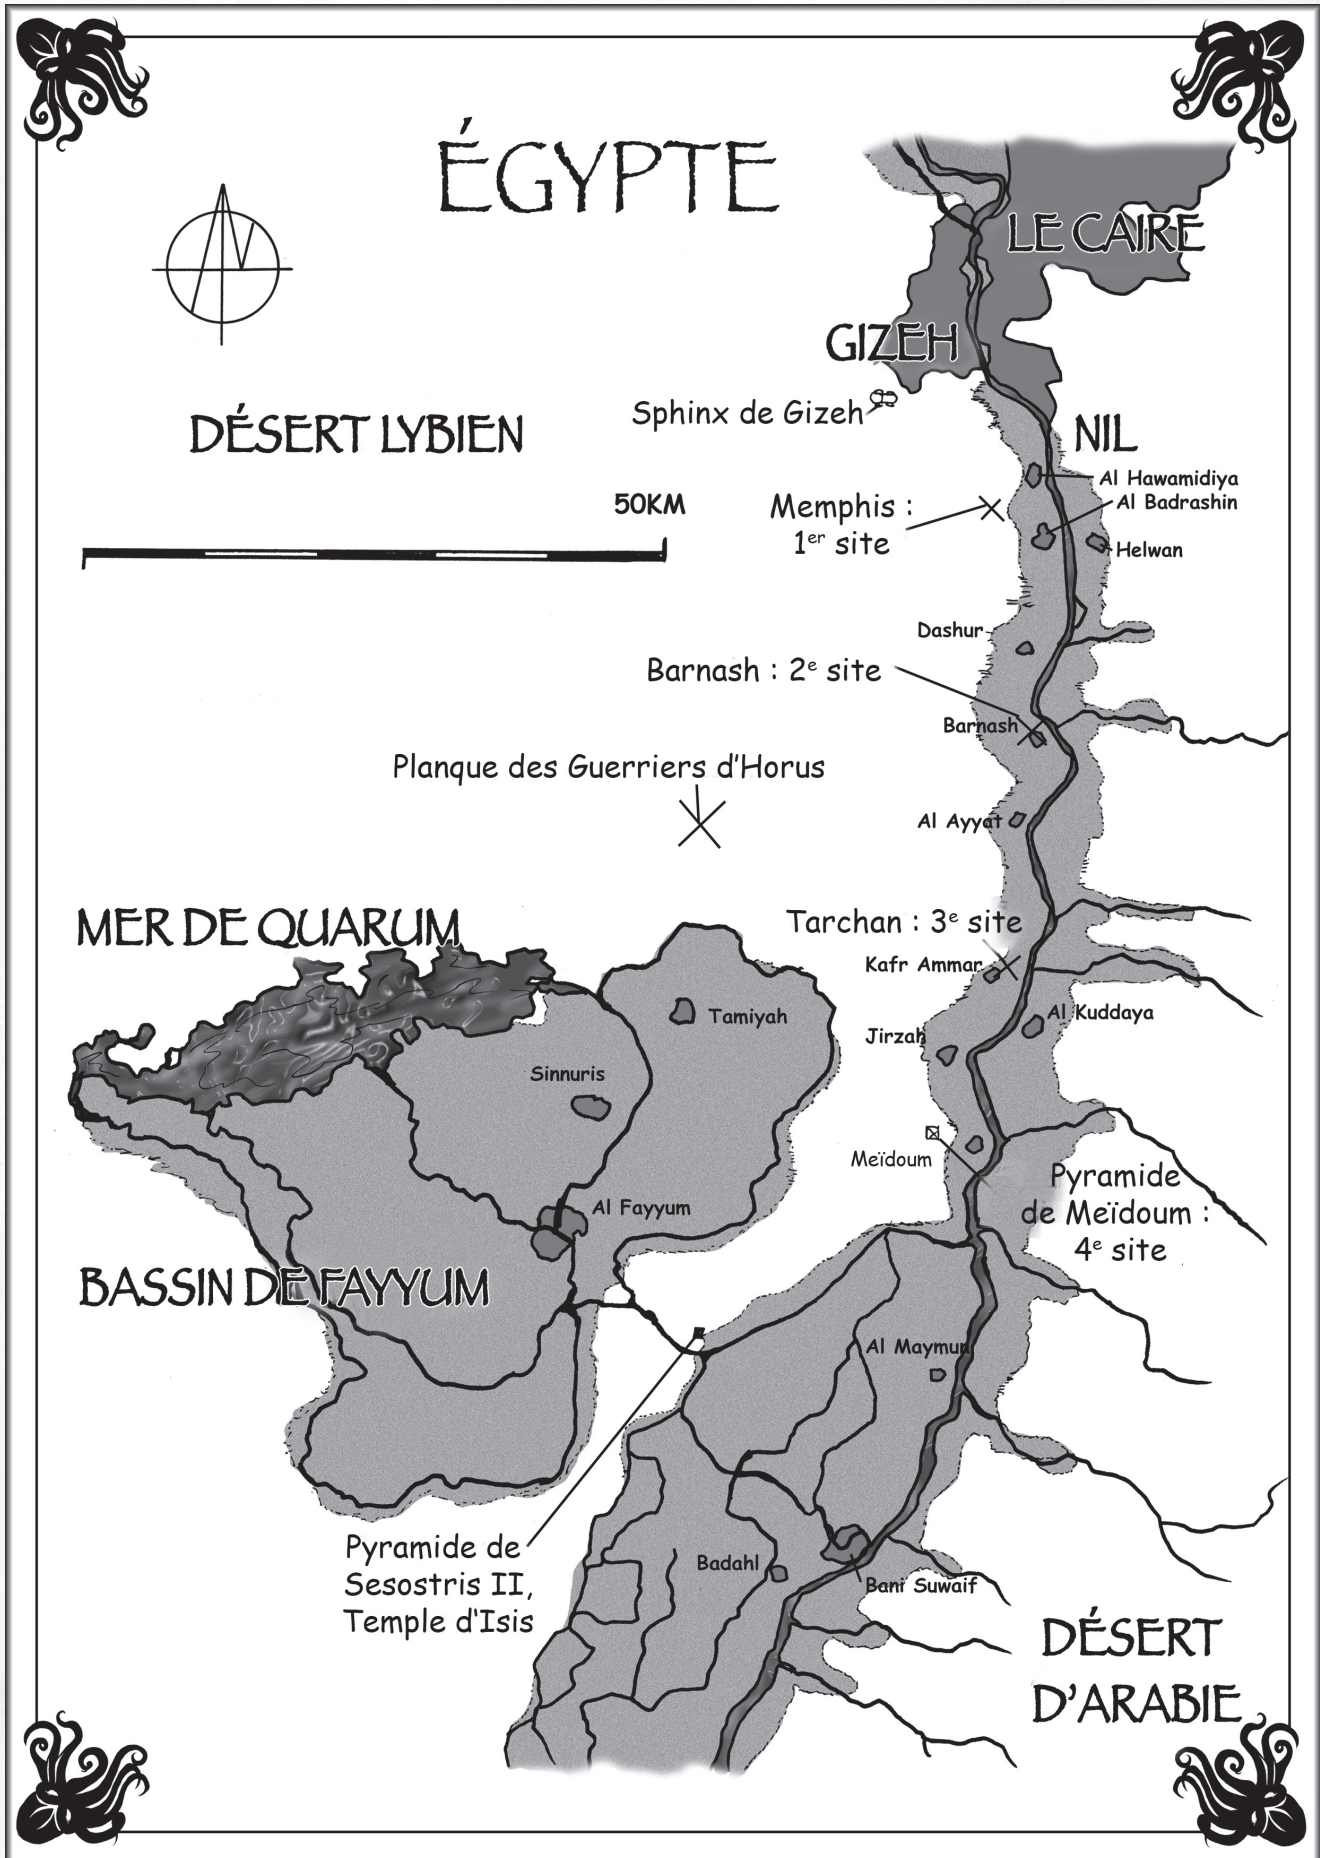 ÉGYPTE
N
LE CAIRE
GIZEH
Sphinx de Gizeh
DÉSERT LYBIEN
NIL
Al Hawamidiya
Al Badrashin
50KM
Memphis :
1er site
Helwan
Dashur
Barnash : 2e site
Barnash
Planque des Guerriers d'Horus
Al Ayyat
MER DE QUARUM
Tarchan : 3e site
Kafr Ammar
Tamiyah
Al Kuddaya
Jirzah
Sinnuris
Meïdoum
Pyramide
de Meïdoum :
4e site
Al Fayyum
BASSIN DE FAYYUM
Al Maymun
Pyramide de
Sesostris II,
Temple d'Isis
Badahl
Bani Suwaif
DÉSERT
D'ARABIE